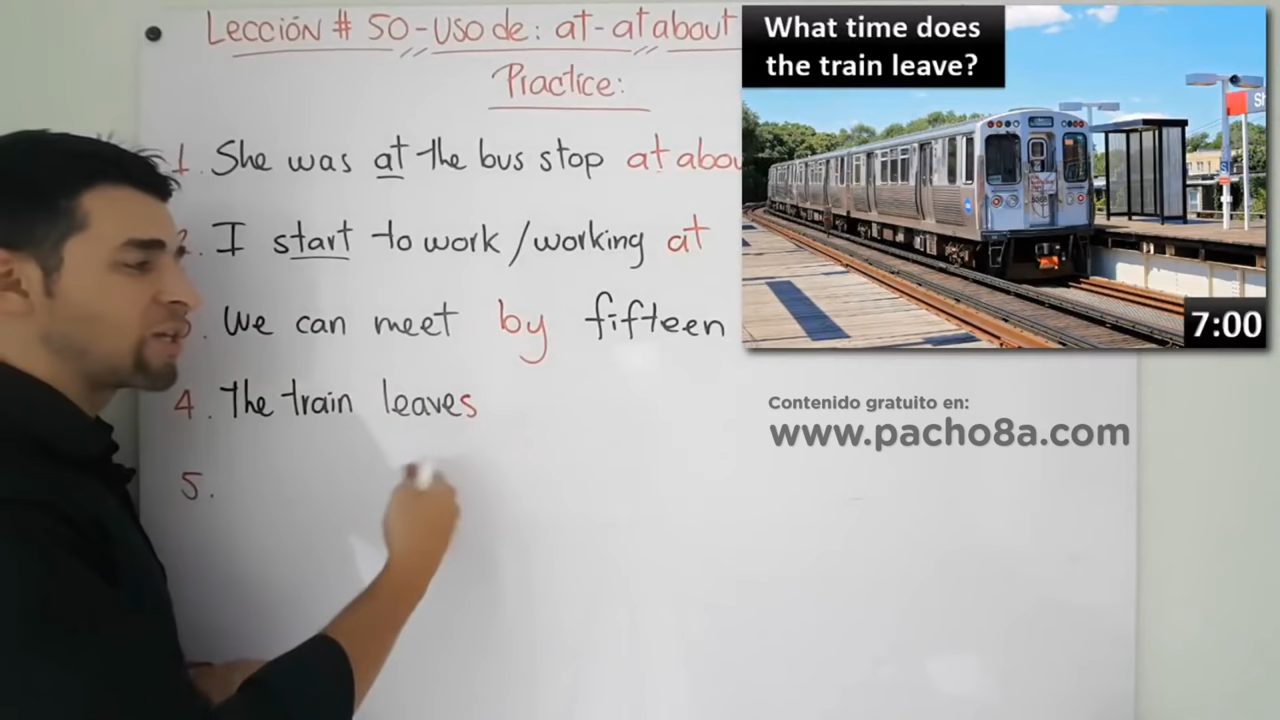 Lección # 50-Uso de: at-at about
Practice:
1. She was at the bus stop at
2. I start to work/working at
We can meet by fifteen
4. The train leaves
5.
What time does
the train leave?
7:00
Contenido gratuito en:
www.pacho8a.com